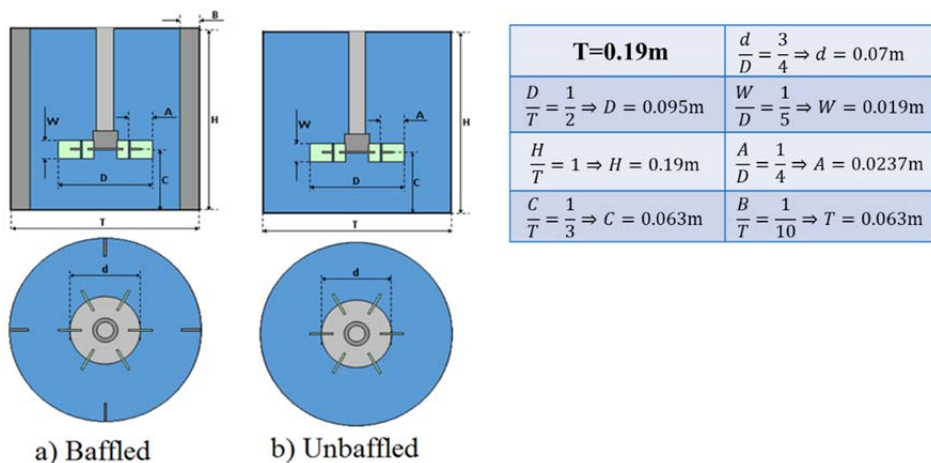 B
W
A
H
D
C
T
d
a) Baffled
W
A
H
D
C
T
d
b) Unbaffled
T=0.19m
d/D = 3/4 ⇒ d = 0.07m
D/T = 1/2 ⇒ D = 0.095m
W/D = 1/5 ⇒ W = 0.019m
H/T = 1 ⇒ H = 0.19m
A/D = 1/4 ⇒ A = 0.0237m
C/T = 1/3 ⇒ C = 0.063m
B/T = 1/10 ⇒ T = 0.063m